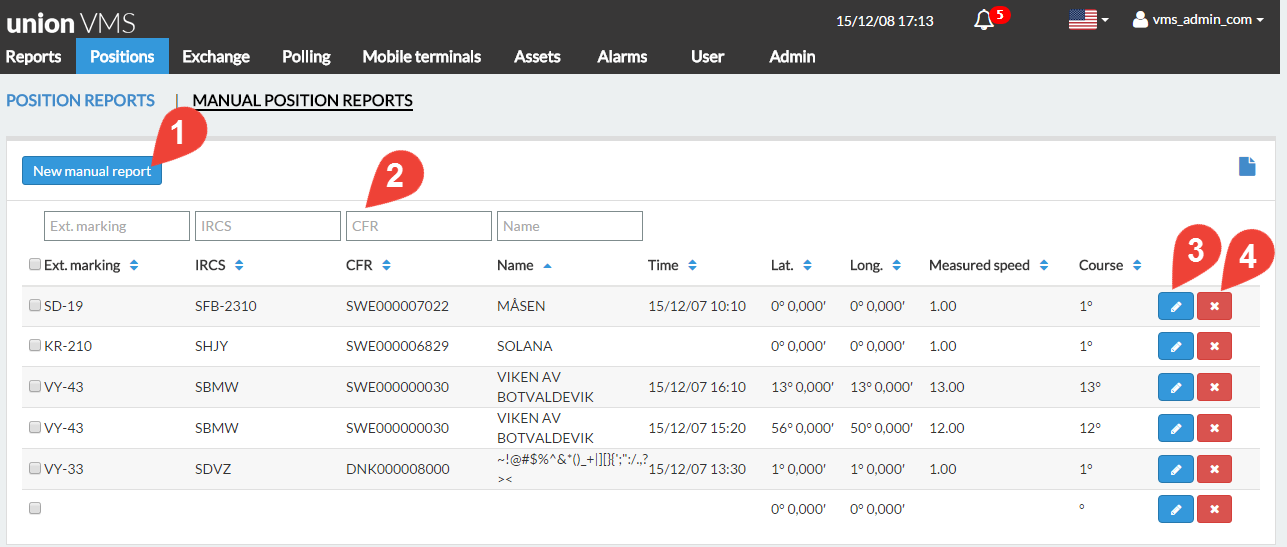 union VMS 15/12/08 17:13 5 vms_admin_com
Reports Positions Exchange Polling Mobile terminals Assets Alarms User Admin
POSITION REPORTS | MANUAL POSITION REPORTS
1
New manual report
2
Ext. marking IRCS CFR Name
3 4
Ext. marking IRCS CFR Name Time Lat. Long. Measured speed Course
SD-19 SFB-2310 SWE000007022 MÅSEN 15/12/07 10:10 0° 0,000′ 0° 0,000′ 1.00 1°
KR-210 SHJY SWE000006829 SOLANA 0° 0,000′ 0° 0,000′ 1.00 1°
VY-43 SBMW SWE000000030 VIKEN AV BOTVALDEVIK 15/12/07 16:10 13° 0,000′ 13° 0,000′ 13.00 13°
VY-43 SBMW SWE000000030 VIKEN AV BOTVALDEVIK 15/12/07 15:20 56° 0,000′ 50° 0,000′ 12.00 12°
VY-33 SDVZ DNK000008000 ~!@#$%^&*()_+|][}{';":/.,? >< 15/12/07 13:30 1° 0,000′ 1° 0,000′ 1.00 1°
0° 0,000′ 0° 0,000′ °